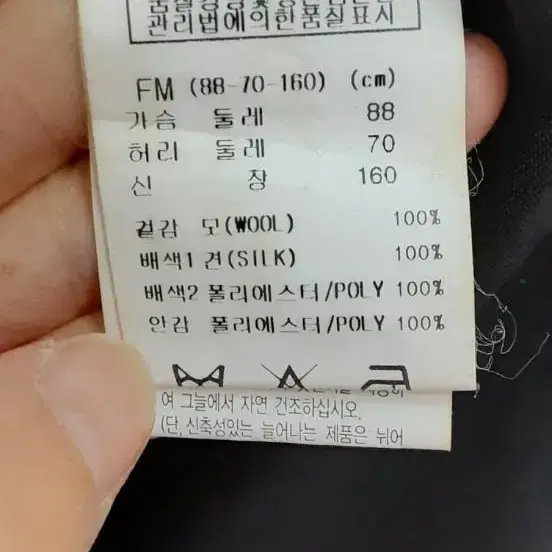 관리법에의한품질표시
FM (88-70-160) (cm)
가슴 둘레 88
허리 둘레 70
신 장 160
겉감 모(WOOL) 100%
배색1 견(SILK) 100%
배색2 폴리에스터/POLY 100%
안감 폴리에스터/POLY 100%
여 그늘에서 자연 건조하십시오.
(단, 신축성있는 늘어나는 제품은 뉘어